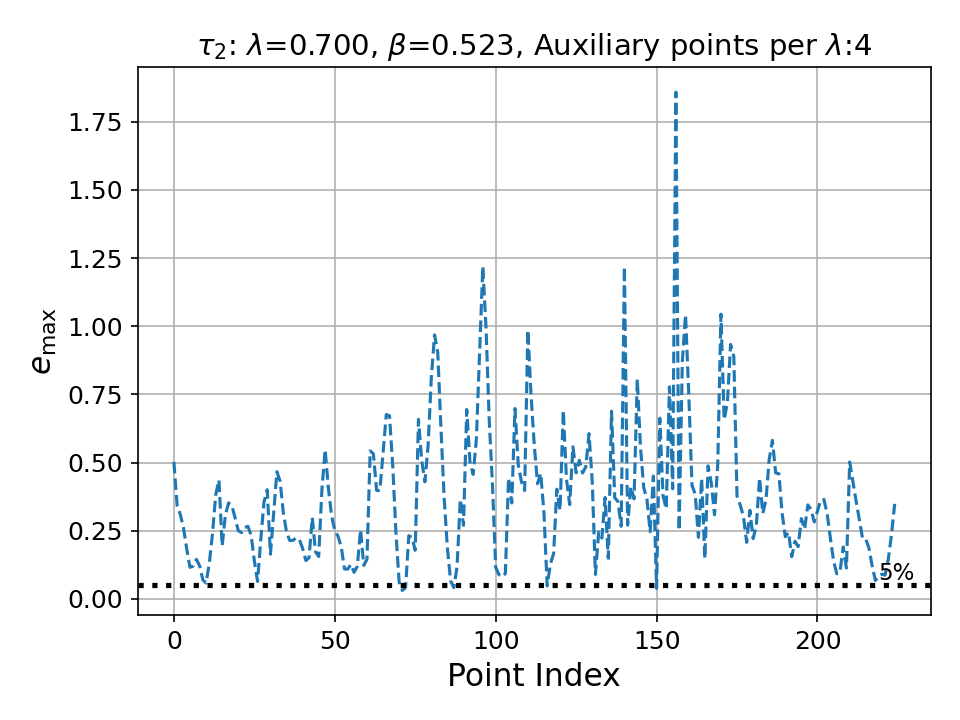 τ₂: λ=0.700, β=0.523, Auxiliary points per λ:4
e_max
1.75
1.50
1.25
1.00
0.75
0.50
0.25
0.00
5%
0 50 100 150 200
Point Index